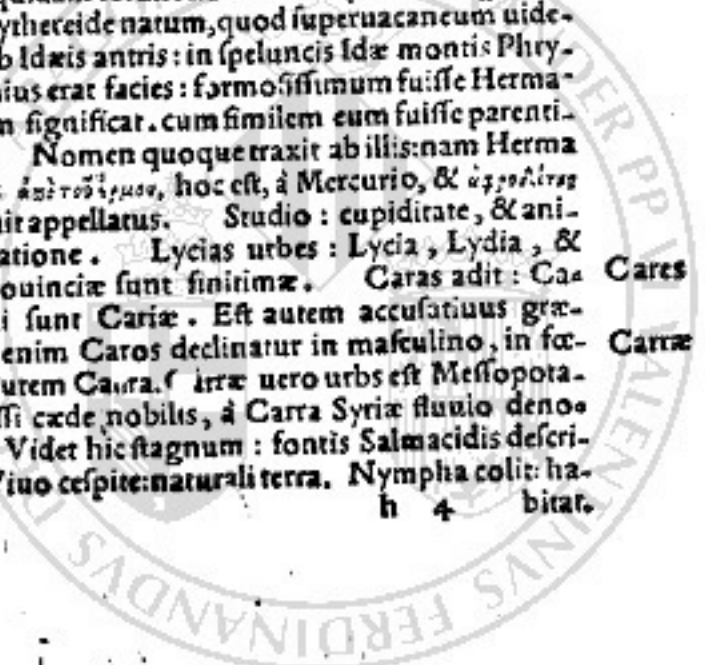 ythereide natum, quod superuacaneum uide-
b Idæis antris: in speluncis Idæ montis Phry-
ius erat facies: formosissimum fuisse Herma-
n significat. cum similem eum fuisse parenti-
Nomen quoque traxit ab illis: nam Herma
hoc est, à Mercurio, &
it appellatus. Studio: cupiditate, & ani-
atione. Lycias urbes: Lycia, Lydia, &
ouinciæ sunt finitimæ. Caras adit: Ca- Cares
i sunt Cariæ. Est autem accusatiuus græ-
enim Caros declinatur in masculino, in fœ- Carræ
utem Caira. irræ uero urbs est Messopota-
ssi cæde nobilis, à Carra Syriæ fluuio deno-
Videt hic stagnum: fontis Salmacidis descri-
Viuo cespite: naturali terra. Nympha colit: ha-
h 4 bitat.